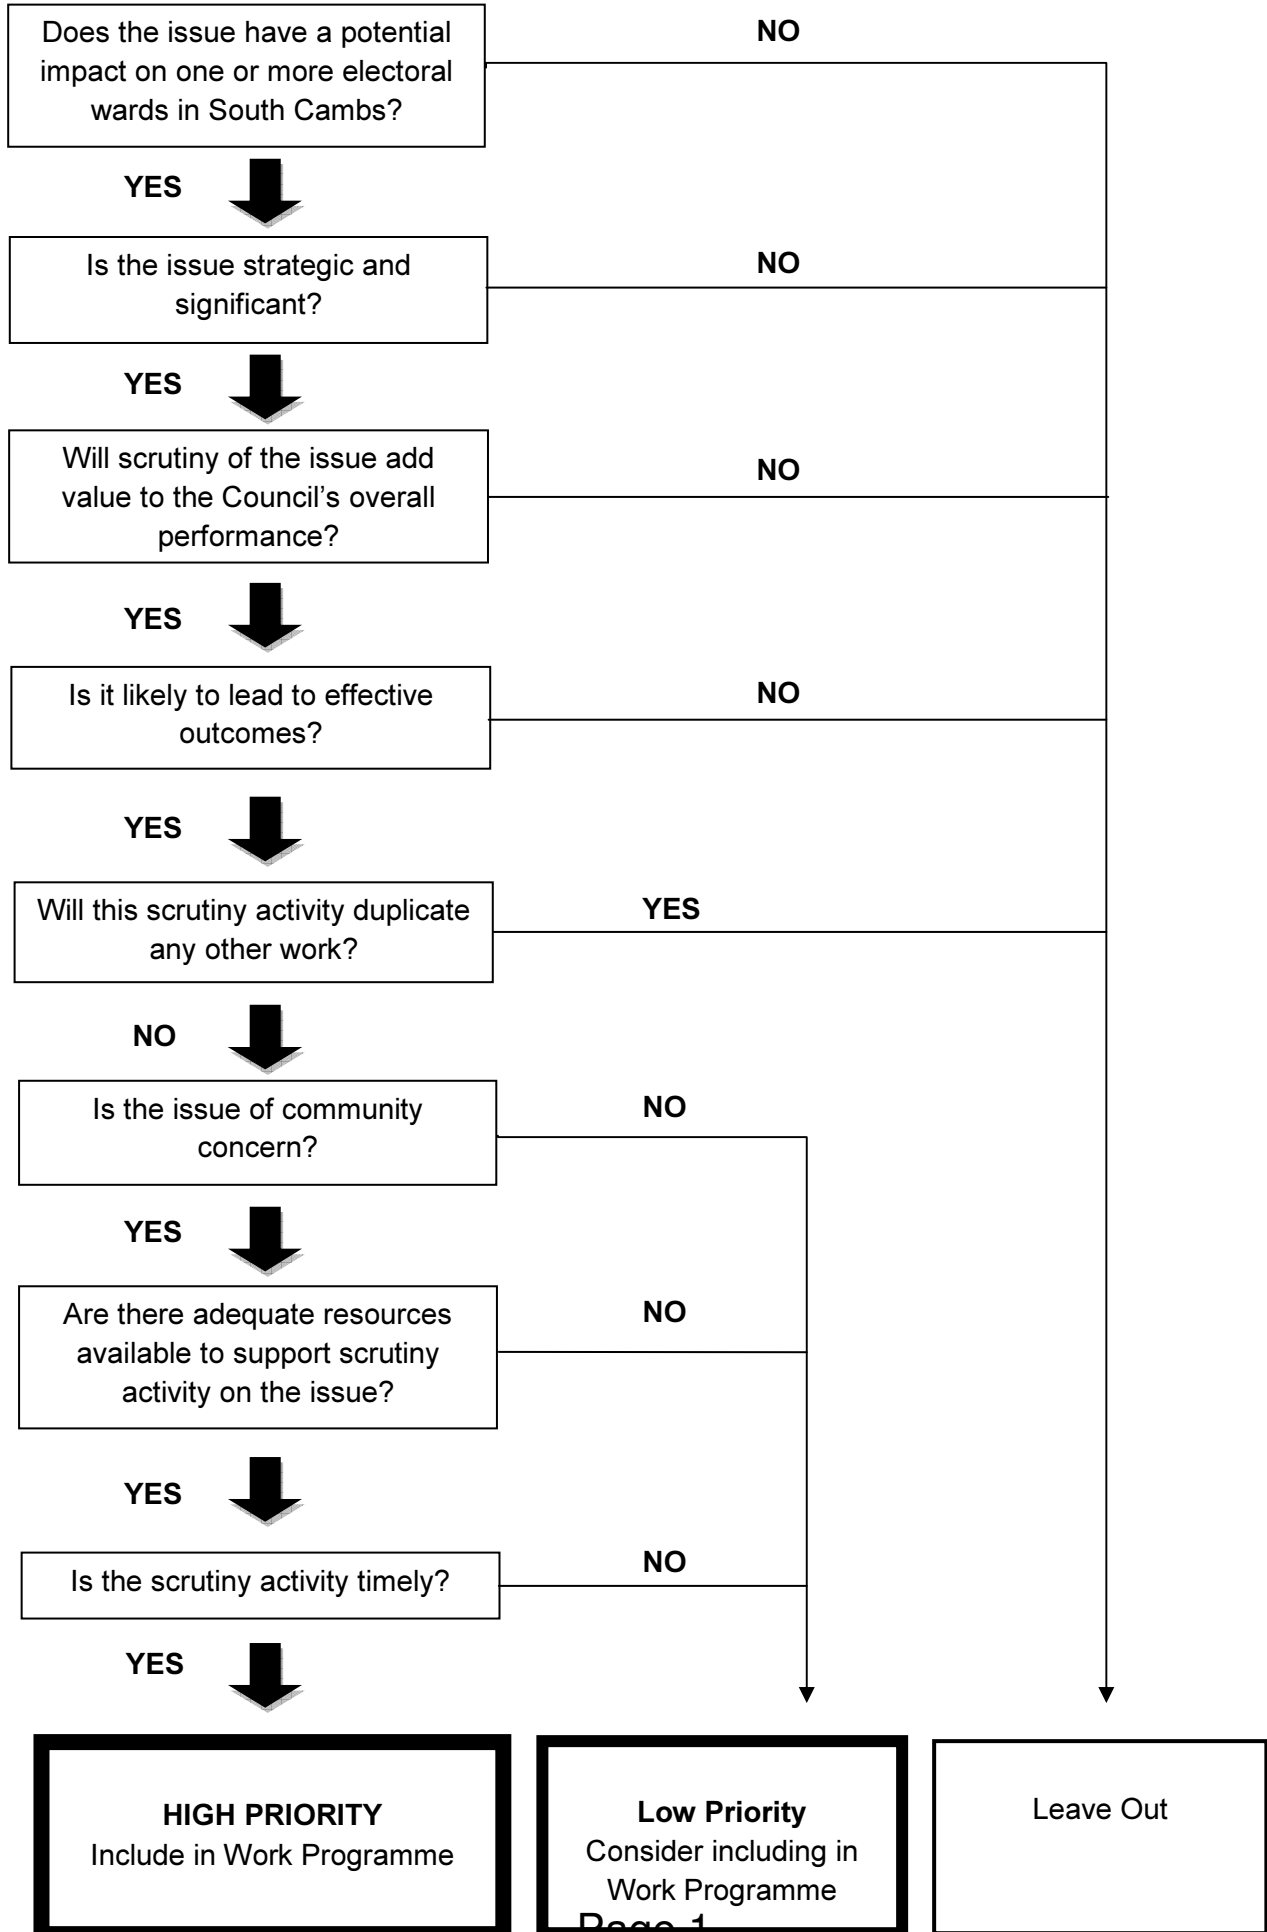 Does the issue have a potential
impact on one or more electoral
wards in South Cambs?
NO
YES
Is the issue strategic and
significant?
NO
YES
Will scrutiny of the issue add
value to the Council’s overall
performance?
NO
YES
Is it likely to lead to effective
outcomes?
NO
YES
Will this scrutiny activity duplicate
any other work?
YES
NO
Is the issue of community
concern?
NO
YES
Are there adequate resources
available to support scrutiny
activity on the issue?
NO
YES
Is the scrutiny activity timely?
NO
YES
HIGH PRIORITY
Include in Work Programme
Low Priority
Consider including in
Work Programme
Leave Out
Page 1